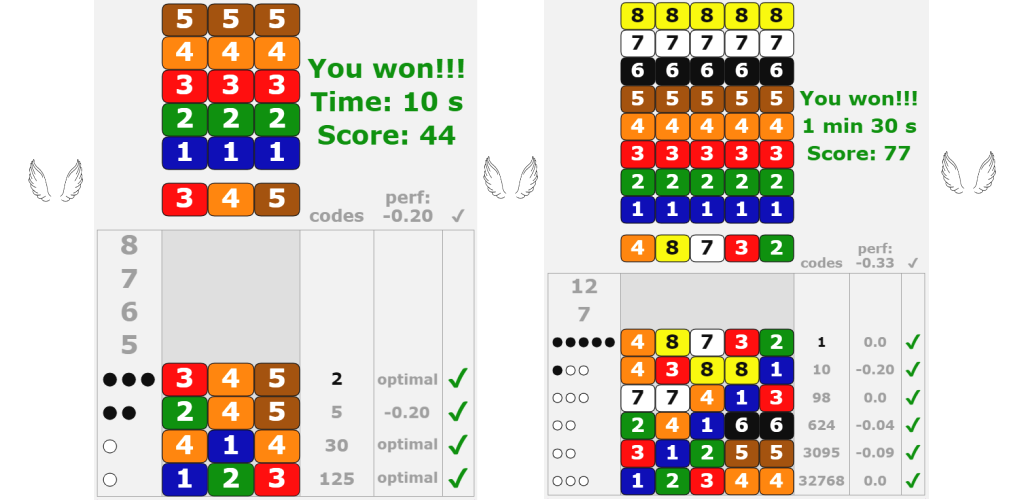 5 5 5
4 4 4
3 3 3
2 2 2
1 1 1
You won!!!
Time: 10 s
Score: 44
3 4 5
codes
perf:
-0.20 ✓
8
7
6
5
3 4 5 2 optimal ✓
2 4 5 5 -0.20 ✓
4 1 4 30 optimal ✓
1 2 3 125 optimal ✓
8 8 8 8 8
7 7 7 7 7
6 6 6 6 6
5 5 5 5 5
4 4 4 4 4
3 3 3 3 3
2 2 2 2 2
1 1 1 1 1
You won!!!
1 min 30 s
Score: 77
4 8 7 3 2
codes
perf:
-0.33 ✓
12
7
4 8 7 3 2 1 0.0 ✓
4 3 8 8 1 10 -0.20 ✓
7 7 4 1 3 98 0.0 ✓
2 4 1 6 6 624 -0.04 ✓
3 1 2 5 5 3095 -0.09 ✓
1 2 3 4 4 32768 0.0 ✓